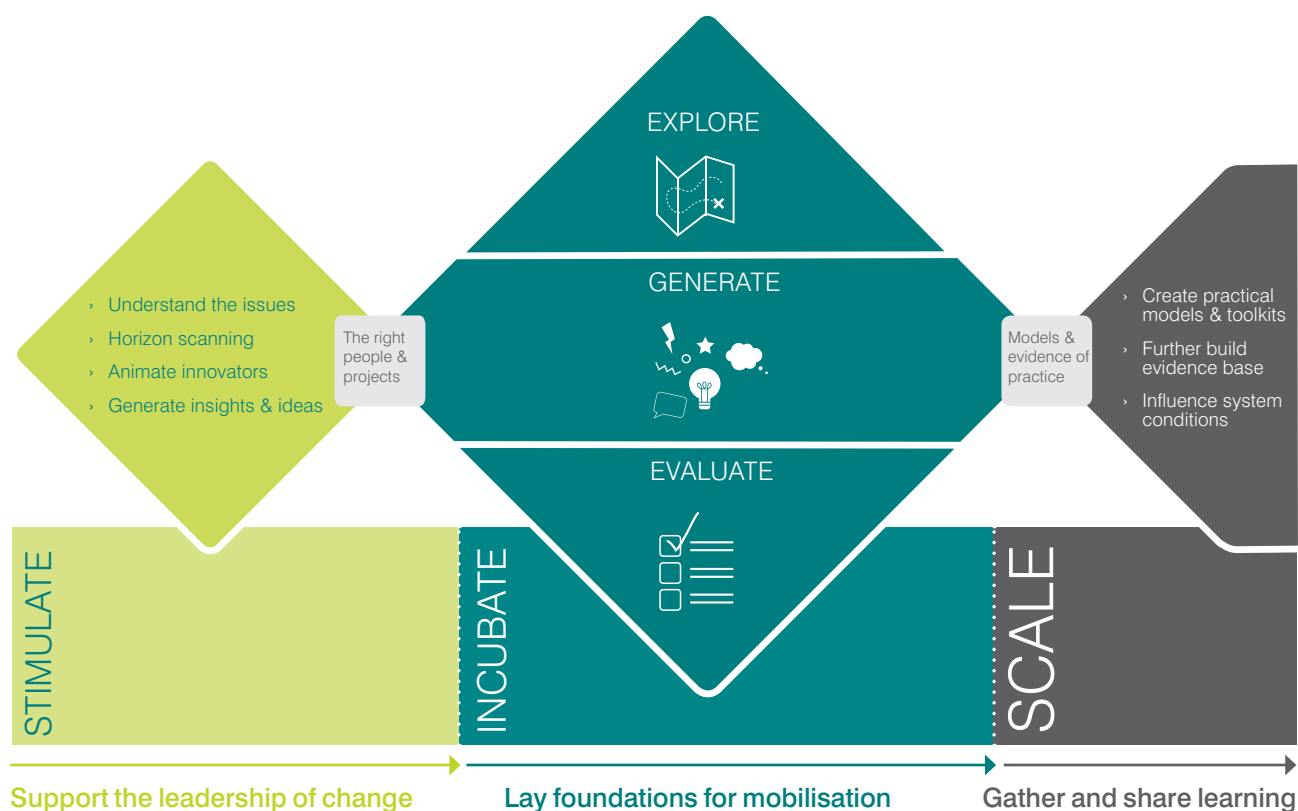 EXPLORE
GENERATE
EVALUATE
› Understand the issues
› Horizon scanning
› Animate innovators
› Generate insights & ideas
The right
people &
projects
Models &
evidence of
practice
› Create practical
models & toolkits
› Further build
evidence base
› Influence system
conditions
STIMULATE
INCUBATE
SCALE
Support the leadership of change
Lay foundations for mobilisation
Gather and share learning